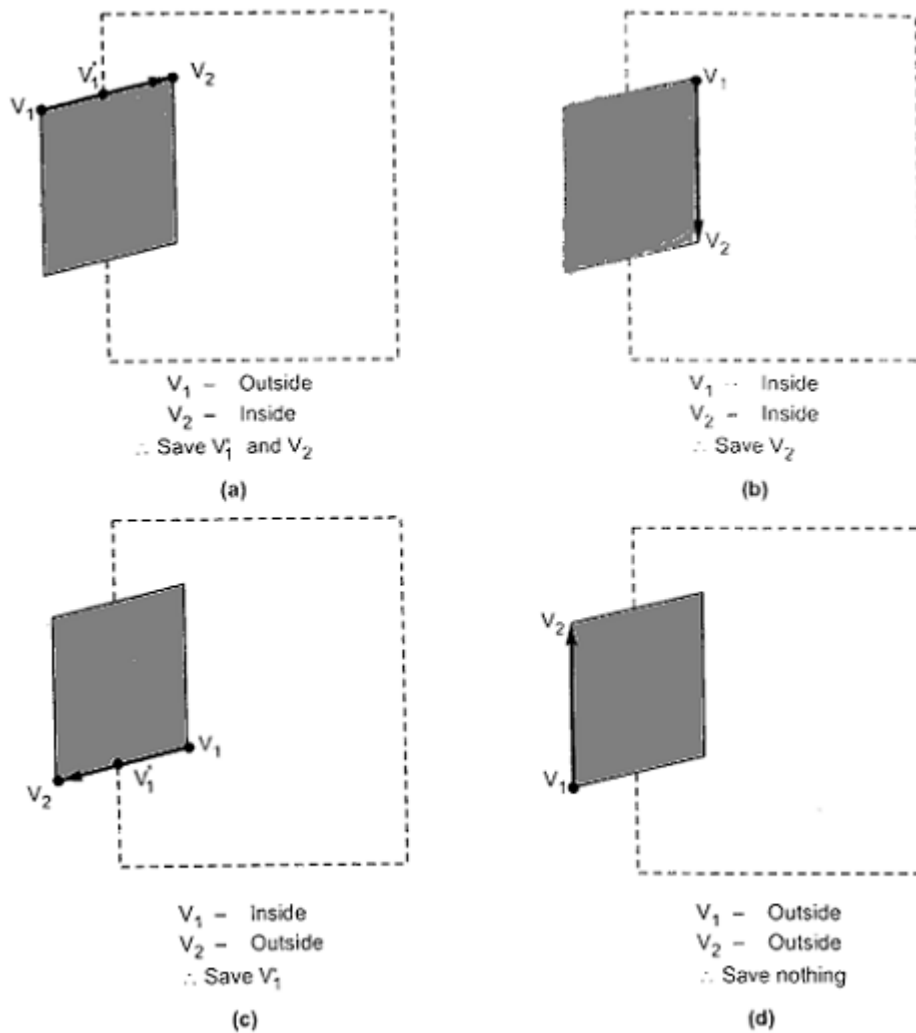 V₁
V₁'
V₂
V₁ – Outside
V₂ – Inside
∴ Save V₁' and V₂
(a)
V₁
V₂
V₁ – Inside
V₂ – Inside
∴ Save V₂
(b)
V₁
V₁'
V₂
V₁ – Inside
V₂ – Outside
∴ Save V₁'
(c)
V₂
V₁
V₁ – Outside
V₂ – Outside
∴ Save nothing
(d)